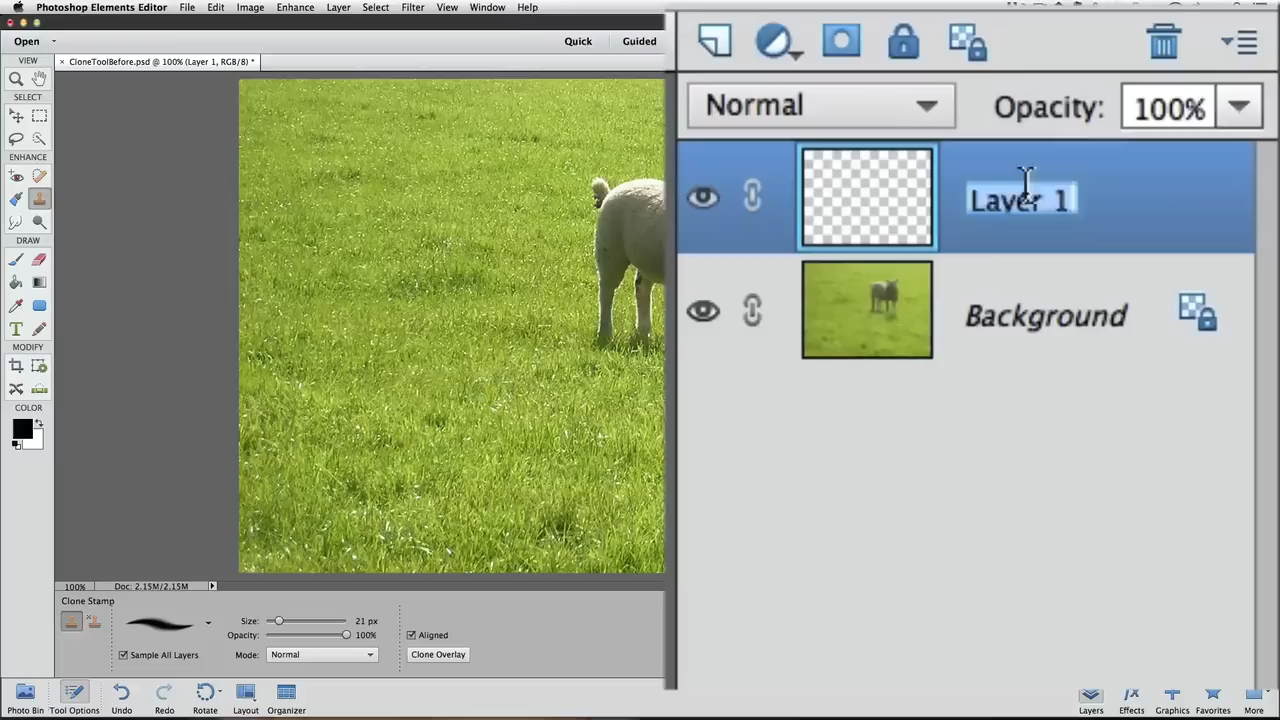 Photoshop Elements Editor File Edit Image Enhance Layer Select Filter View Window Help
Open Quick Guided
VIEW
× CloneToolBefore.psd @ 100% (Layer 1, RGB/8) *
SELECT
ENHANCE
DRAW
T
MODIFY
COLOR
Normal Opacity: 100%
Layer 1
Background
100% Doc: 2.15M/2.15M
Clone Stamp
Size: 21 px
Opacity: 100%
Aligned
Sample All Layers
Mode: Normal
Clone Overlay
Photo Bin Tool Options Undo Redo Rotate Layout Organizer Layers Effects Graphics Favorites More